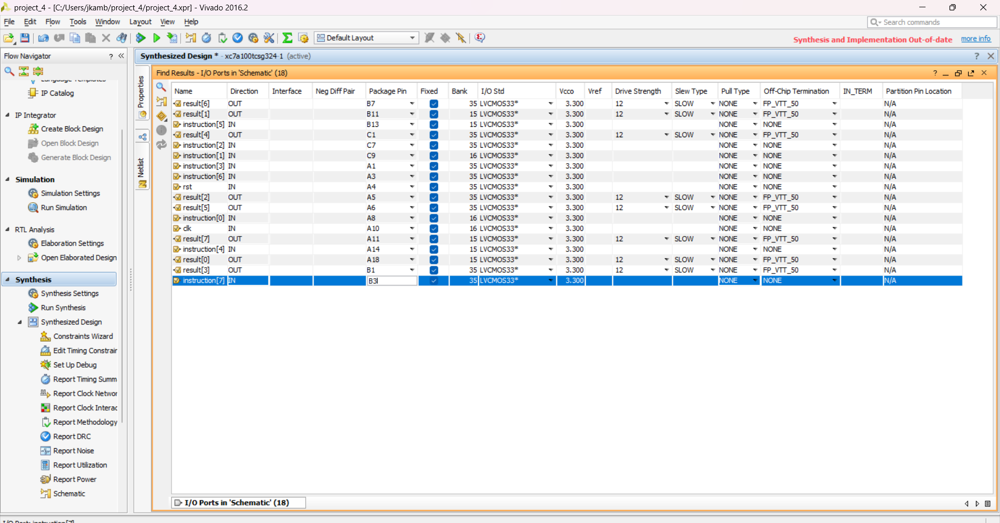 project_4 - [C:/Users/jkamb/project_4/project_4.xpr] - Vivado 2016.2
File Edit Flow Tools Window Layout View Help
Search commands
Default Layout
Synthesis and Implementation Out-of-date more info
Flow Navigator ? «
Language Templates
IP Catalog
IP Integrator
Create Block Design
Open Block Design
Generate Block Design
Simulation
Simulation Settings
Run Simulation
RTL Analysis
Elaboration Settings
Open Elaborated Design
Synthesis
Synthesis Settings
Run Synthesis
Synthesized Design
Constraints Wizard
Edit Timing Constrair
Set Up Debug
Report Timing Summ
Report Clock Networ
Report Clock Interac
Report Methodology
Report DRC
Report Noise
Report Utilization
Report Power
Schematic
Synthesized Design * - xc7a100tcsg324-1 (active)
Properties
Netlist
Find Results - I/O Ports in 'Schematic' (18)
Name Direction Interface Neg Diff Pair Package Pin Fixed Bank I/O Std Vcco Vref Drive Strength Slew Type Pull Type Off-Chip Termination IN_TERM Partition Pin Location
result[6] OUT B7 35 LVCMOS33* 3.300 12 SLOW NONE FP_VTT_50 N/A
result[1] OUT B11 15 LVCMOS33* 3.300 12 SLOW NONE FP_VTT_50 N/A
instruction[5] IN B13 15 LVCMOS33* 3.300 NONE NONE N/A
result[4] OUT C1 35 LVCMOS33* 3.300 12 SLOW NONE FP_VTT_50 N/A
instruction[2] IN C7 35 LVCMOS33* 3.300 NONE NONE N/A
instruction[1] IN C9 16 LVCMOS33* 3.300 NONE NONE N/A
instruction[3] IN A1 35 LVCMOS33* 3.300 NONE NONE N/A
instruction[6] IN A3 35 LVCMOS33* 3.300 NONE NONE N/A
rst IN A4 35 LVCMOS33* 3.300 NONE NONE N/A
result[2] OUT A5 35 LVCMOS33* 3.300 12 SLOW NONE FP_VTT_50 N/A
result[5] OUT A6 35 LVCMOS33* 3.300 12 SLOW NONE FP_VTT_50 N/A
instruction[0] IN A8 16 LVCMOS33* 3.300 NONE NONE N/A
clk IN A10 16 LVCMOS33* 3.300 NONE NONE N/A
result[7] OUT A11 15 LVCMOS33* 3.300 12 SLOW NONE FP_VTT_50 N/A
instruction[4] IN A14 15 LVCMOS33* 3.300 NONE NONE N/A
result[0] OUT A18 15 LVCMOS33* 3.300 12 SLOW NONE FP_VTT_50 N/A
result[3] OUT B1 35 LVCMOS33* 3.300 12 SLOW NONE FP_VTT_50 N/A
instruction[7] IN B3 35 LVCMOS33* 3.300 NONE NONE N/A
I/O Ports in 'Schematic' (18)
I/O Port: instruction[7]